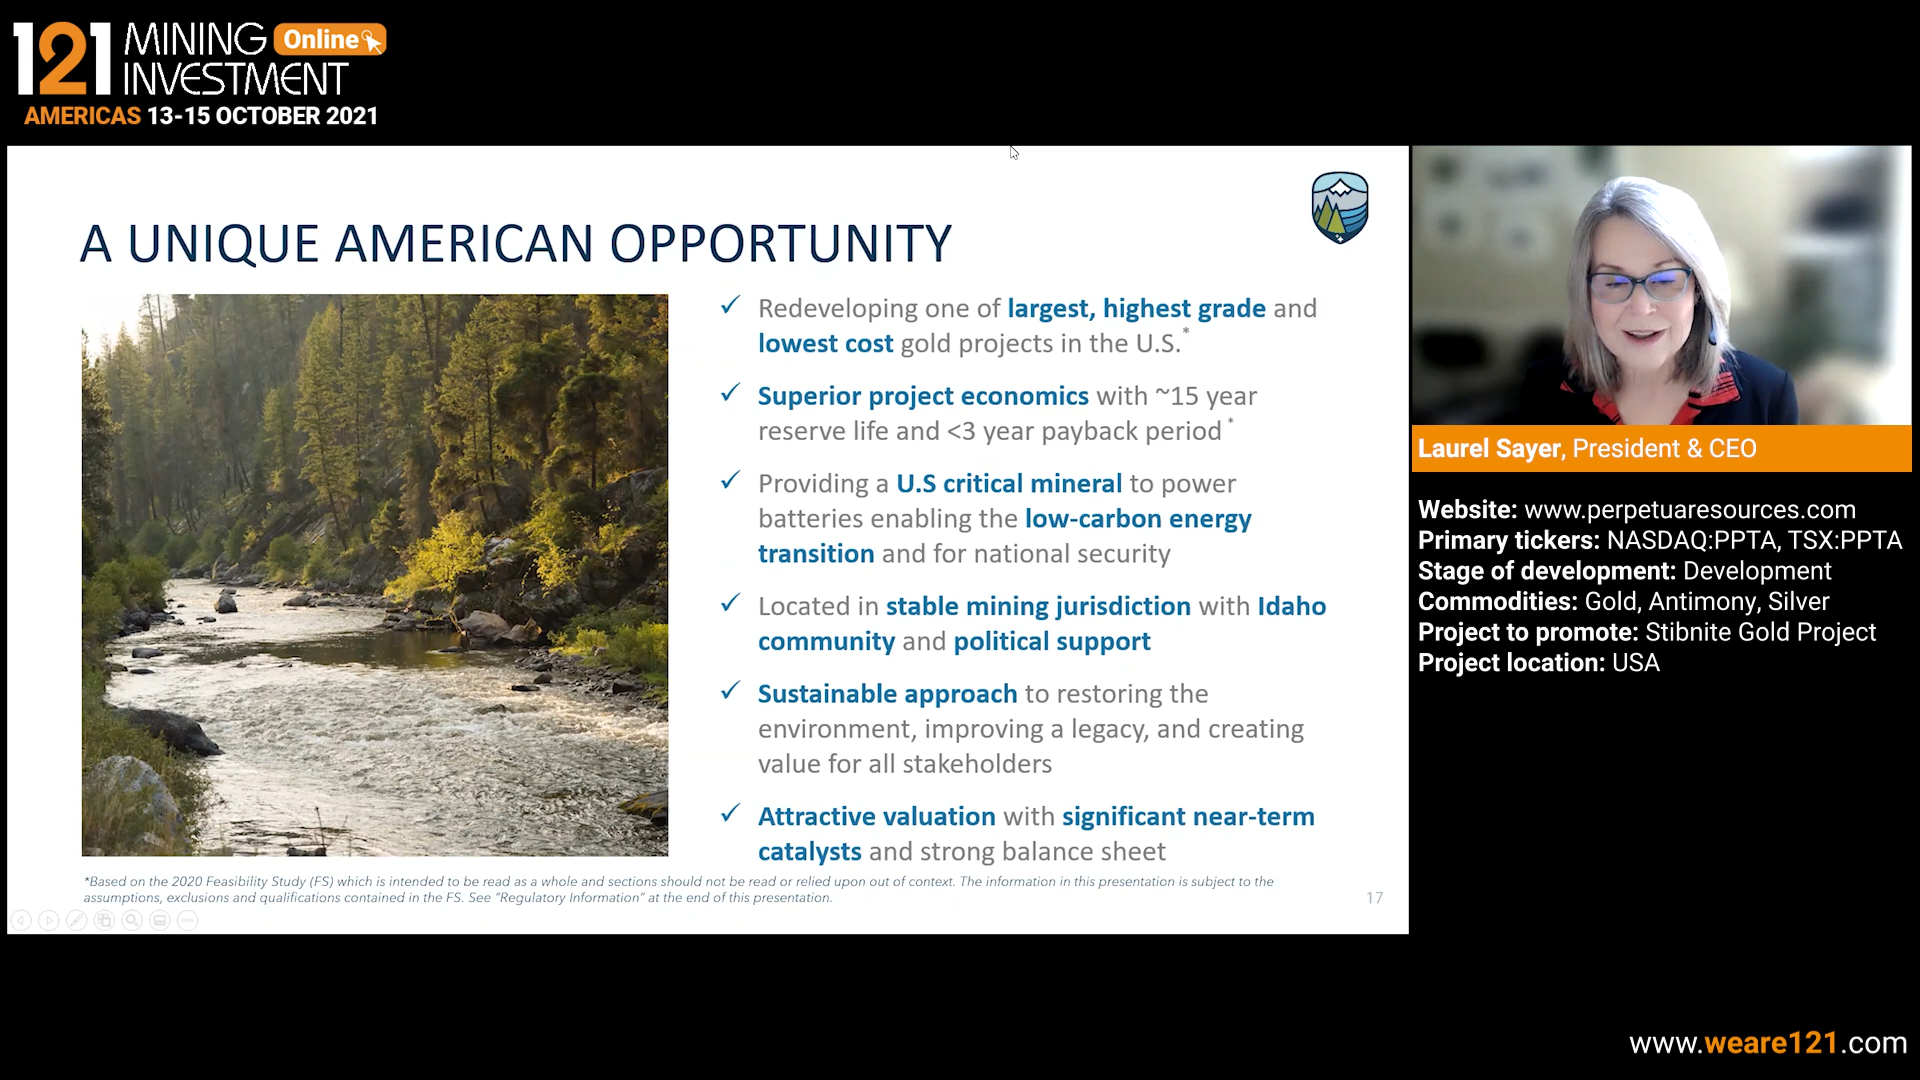 121 MINING Online
INVESTMENT
AMERICAS 13-15 OCTOBER 2021
A UNIQUE AMERICAN OPPORTUNITY
✓ Redeveloping one of largest, highest grade and
lowest cost gold projects in the U.S.*
✓ Superior project economics with ~15 year
reserve life and <3 year payback period*
✓ Providing a U.S critical mineral to power
batteries enabling the low-carbon energy
transition and for national security
✓ Located in stable mining jurisdiction with Idaho
community and political support
✓ Sustainable approach to restoring the
environment, improving a legacy, and creating
value for all stakeholders
✓ Attractive valuation with significant near-term
catalysts and strong balance sheet
*Based on the 2020 Feasibility Study (FS) which is intended to be read as a whole and sections should not be read or relied upon out of context. The information in this presentation is subject to the
assumptions, exclusions and qualifications contained in the FS. See "Regulatory Information" at the end of this presentation.
17
Laurel Sayer, President & CEO
Website: www.perpetuaresources.com
Primary tickers: NASDAQ:PPTA, TSX:PPTA
Stage of development: Development
Commodities: Gold, Antimony, Silver
Project to promote: Stibnite Gold Project
Project location: USA
www.weare121.com